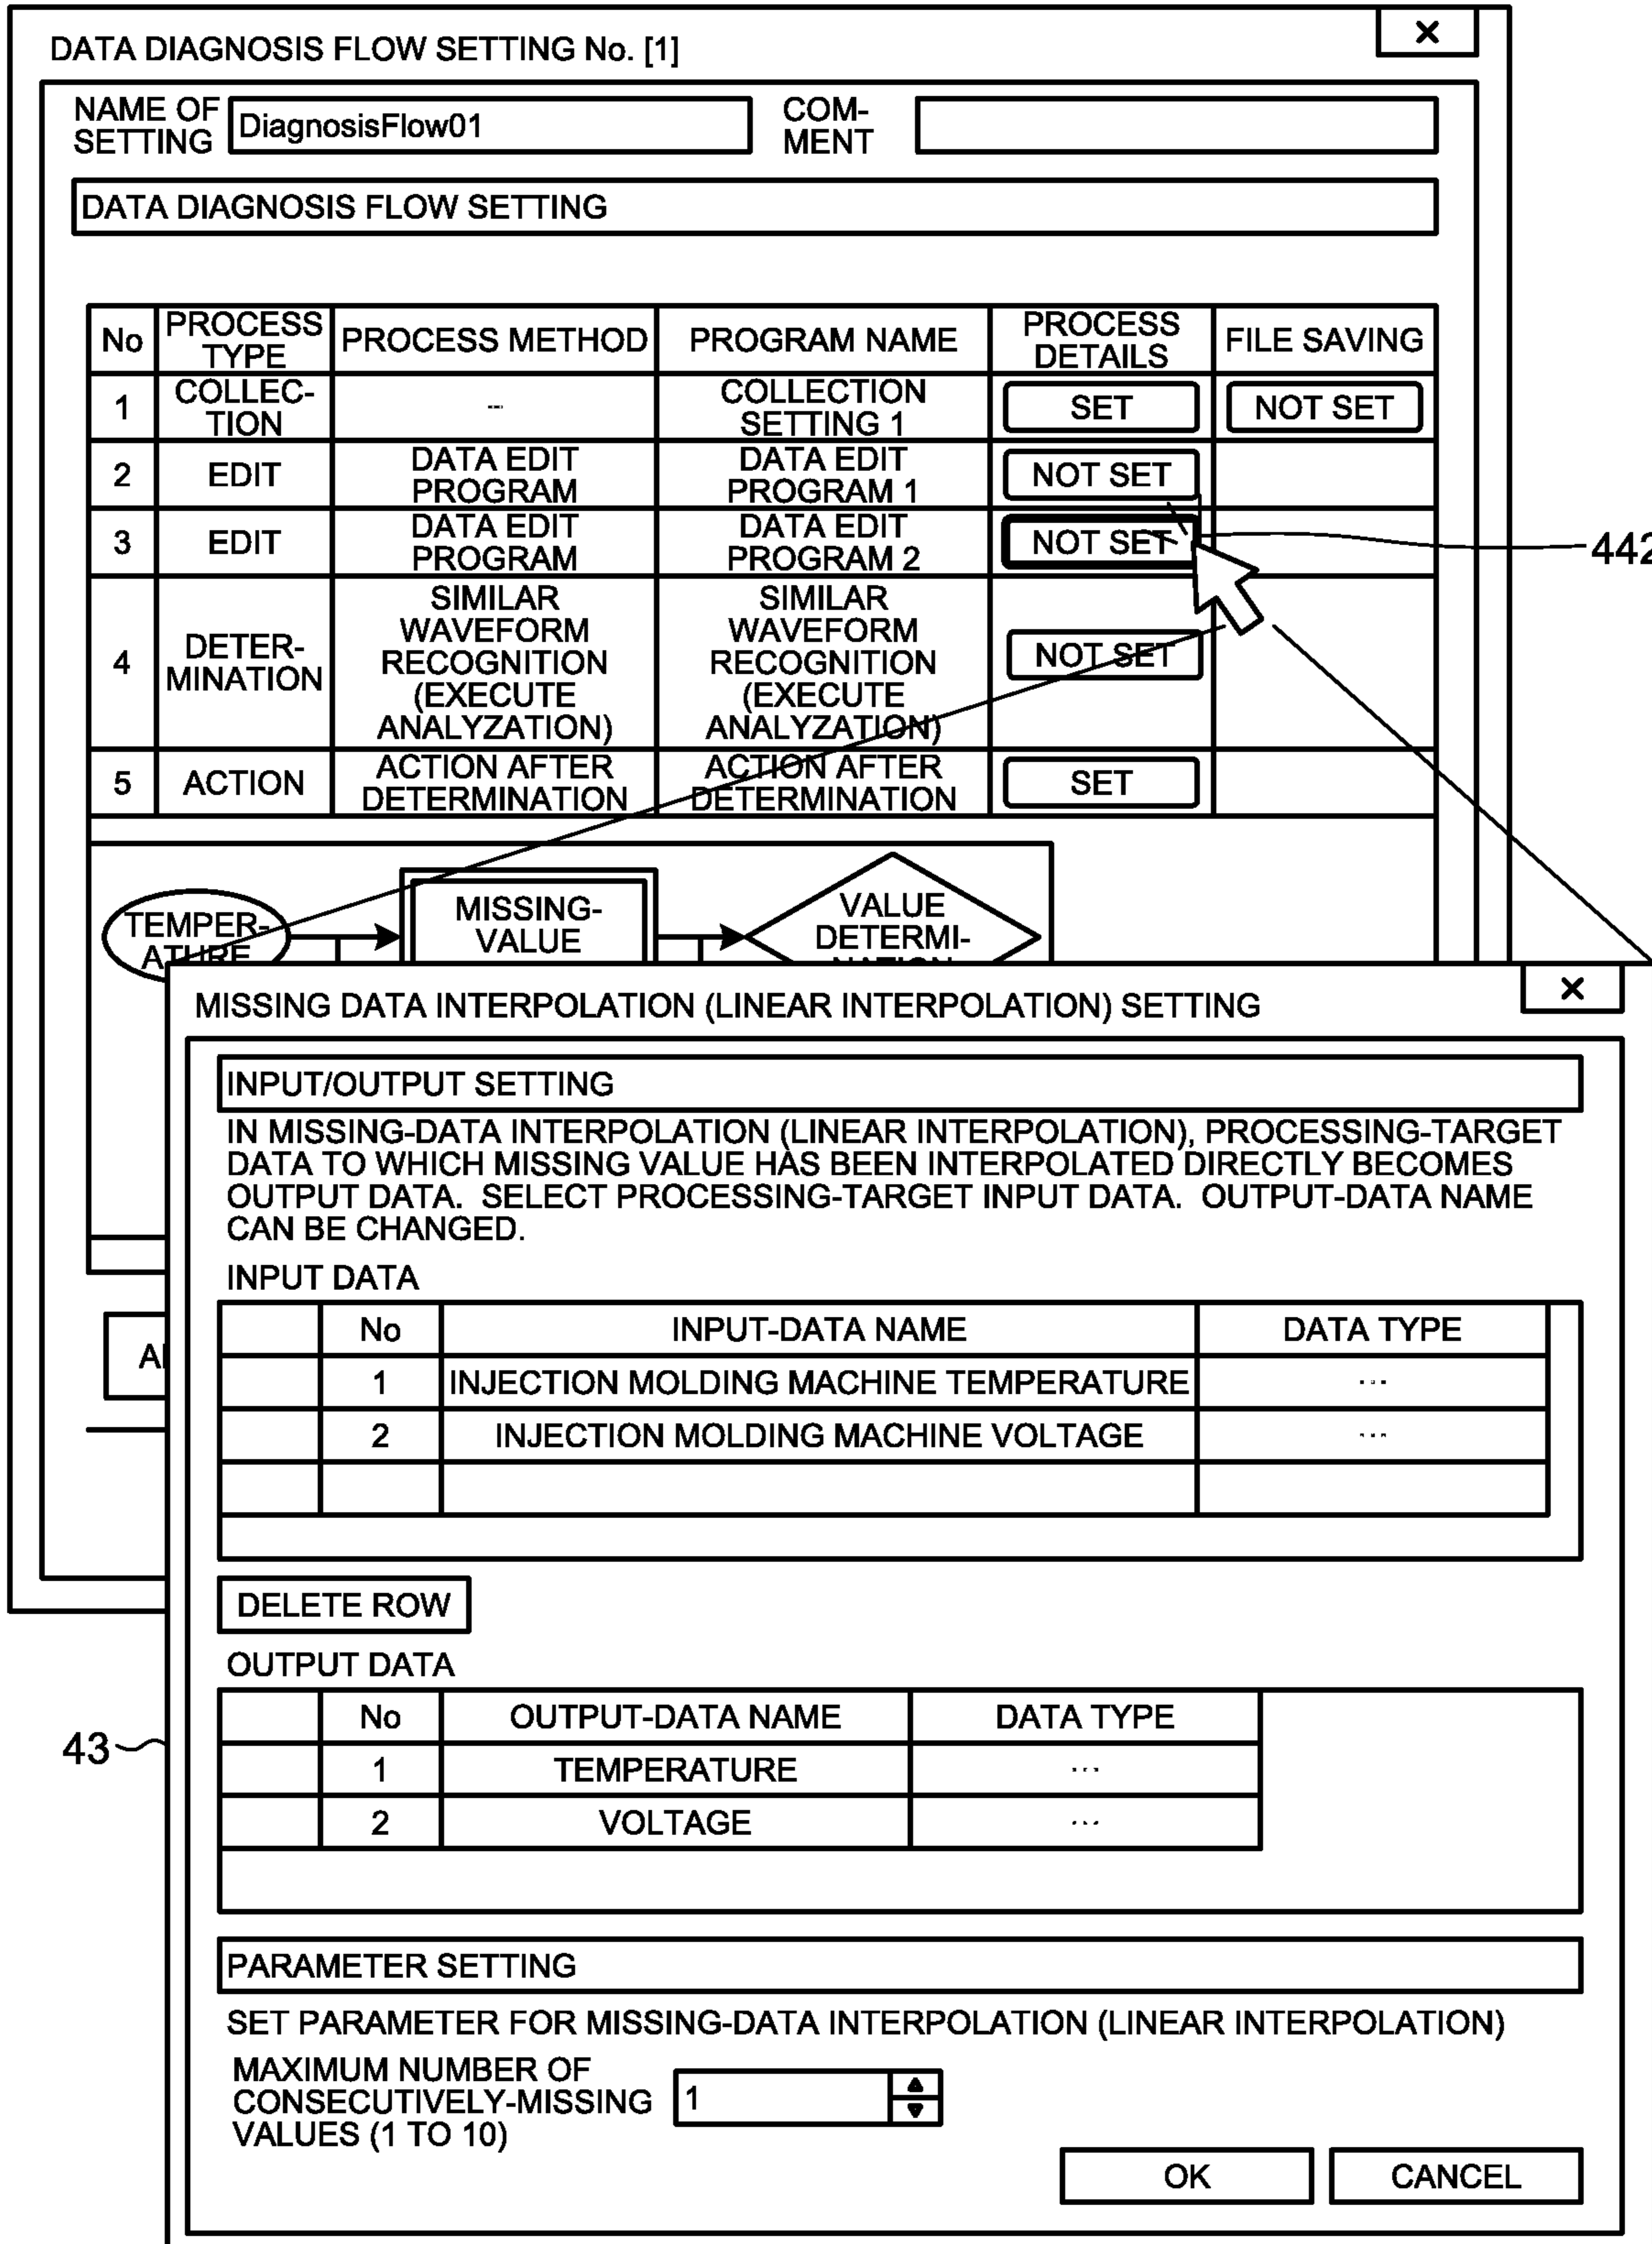 DATA DIAGNOSIS FLOW SETTING No. [1]
×
NAME OF
SETTING
DiagnosisFlow01
COM-
MENT
DATA DIAGNOSIS FLOW SETTING
No
PROCESS
TYPE
PROCESS METHOD
PROGRAM NAME
PROCESS
DETAILS
FILE SAVING
1
COLLEC-
TION
...
COLLECTION
SETTING 1
SET
NOT SET
2
EDIT
DATA EDIT
PROGRAM
DATA EDIT
PROGRAM 1
NOT SET
3
EDIT
DATA EDIT
PROGRAM
DATA EDIT
PROGRAM 2
NOT SET
442
4
DETER-
MINATION
SIMILAR
WAVEFORM
RECOGNITION
(EXECUTE
ANALYZATION)
SIMILAR
WAVEFORM
RECOGNITION
(EXECUTE
ANALYZATION)
NOT SET
5
ACTION
ACTION AFTER
DETERMINATION
ACTION AFTER
DETERMINATION
SET
TEMPER-
ATURE
MISSING-
VALUE
VALUE
DETERMI-
NATION
MISSING DATA INTERPOLATION (LINEAR INTERPOLATION) SETTING
×
INPUT/OUTPUT SETTING
IN MISSING-DATA INTERPOLATION (LINEAR INTERPOLATION), PROCESSING-TARGET
DATA TO WHICH MISSING VALUE HAS BEEN INTERPOLATED DIRECTLY BECOMES
OUTPUT DATA. SELECT PROCESSING-TARGET INPUT DATA. OUTPUT-DATA NAME
CAN BE CHANGED.
INPUT DATA
No
INPUT-DATA NAME
DATA TYPE
1
INJECTION MOLDING MACHINE TEMPERATURE
...
2
INJECTION MOLDING MACHINE VOLTAGE
...
DELETE ROW
OUTPUT DATA
No
OUTPUT-DATA NAME
DATA TYPE
1
TEMPERATURE
...
2
VOLTAGE
...
43
PARAMETER SETTING
SET PARAMETER FOR MISSING-DATA INTERPOLATION (LINEAR INTERPOLATION)
MAXIMUM NUMBER OF
CONSECUTIVELY-MISSING
VALUES (1 TO 10)
1
OK
CANCEL